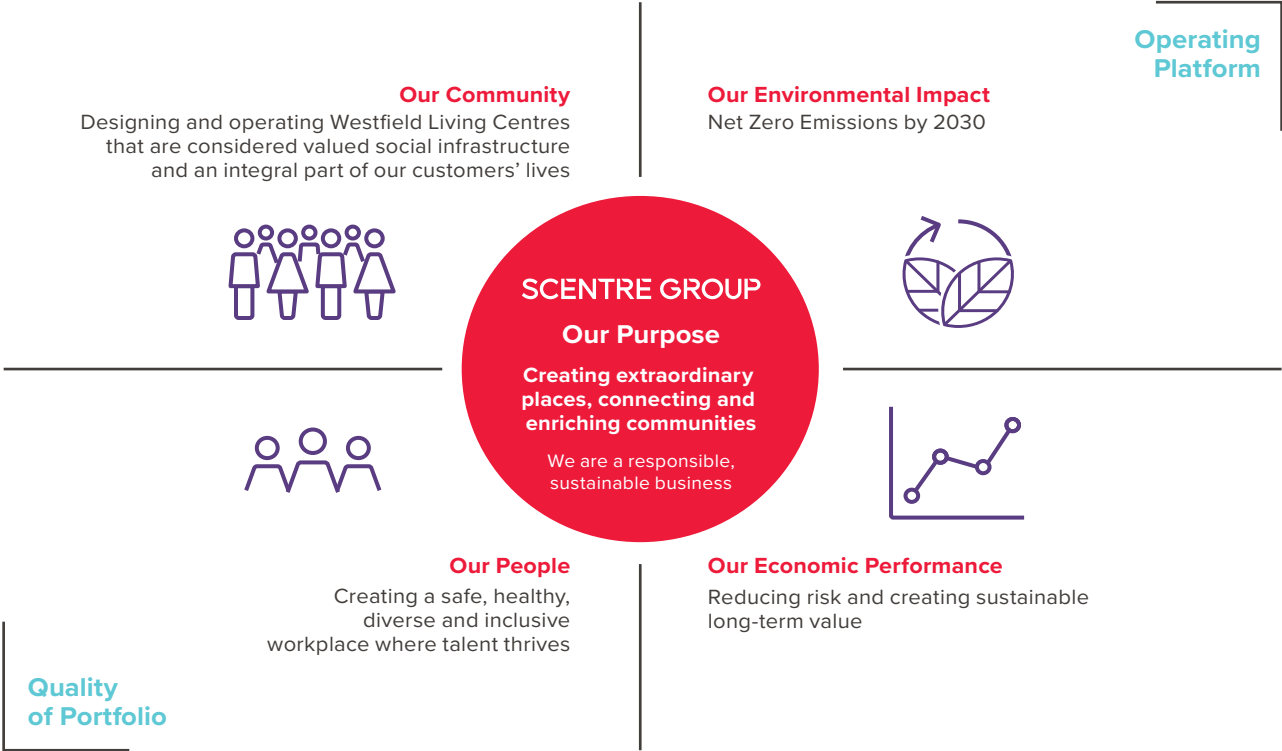 Operating
Platform
Our Community
Designing and operating Westfield Living Centres
that are considered valued social infrastructure
and an integral part of our customers’ lives
Our Environmental Impact
Net Zero Emissions by 2030
SCENTRE GROUP
Our Purpose
Creating extraordinary
places, connecting and
enriching communities
We are a responsible,
sustainable business
Our People
Creating a safe, healthy,
diverse and inclusive
workplace where talent thrives
Our Economic Performance
Reducing risk and creating sustainable
long-term value
Quality
of Portfolio